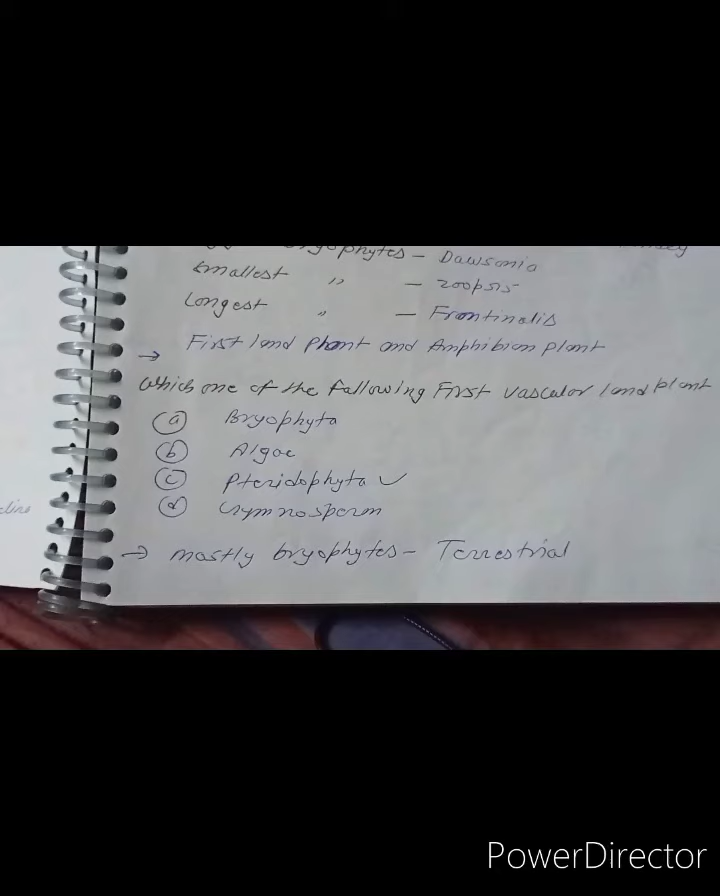 Bryophytes - Dawsonia
Smallest " - Zoopsis
Longest " - Frontinalis
→ First land Plant and Amphibian plant
Which one of the following First vascular land plant
(a) Bryophyta
(b) Algae
(c) Pteridophyta ✓
(d) Gymnosperm
→ mostly bryophytes - Terrestrial
PowerDirector